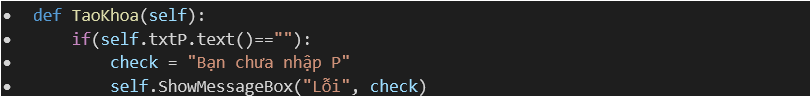 def TaoKhoa(self):
if(self.txtP.text()==""):
check = "Bạn chưa nhập P"
self.ShowMessageBox("Lỗi", check)